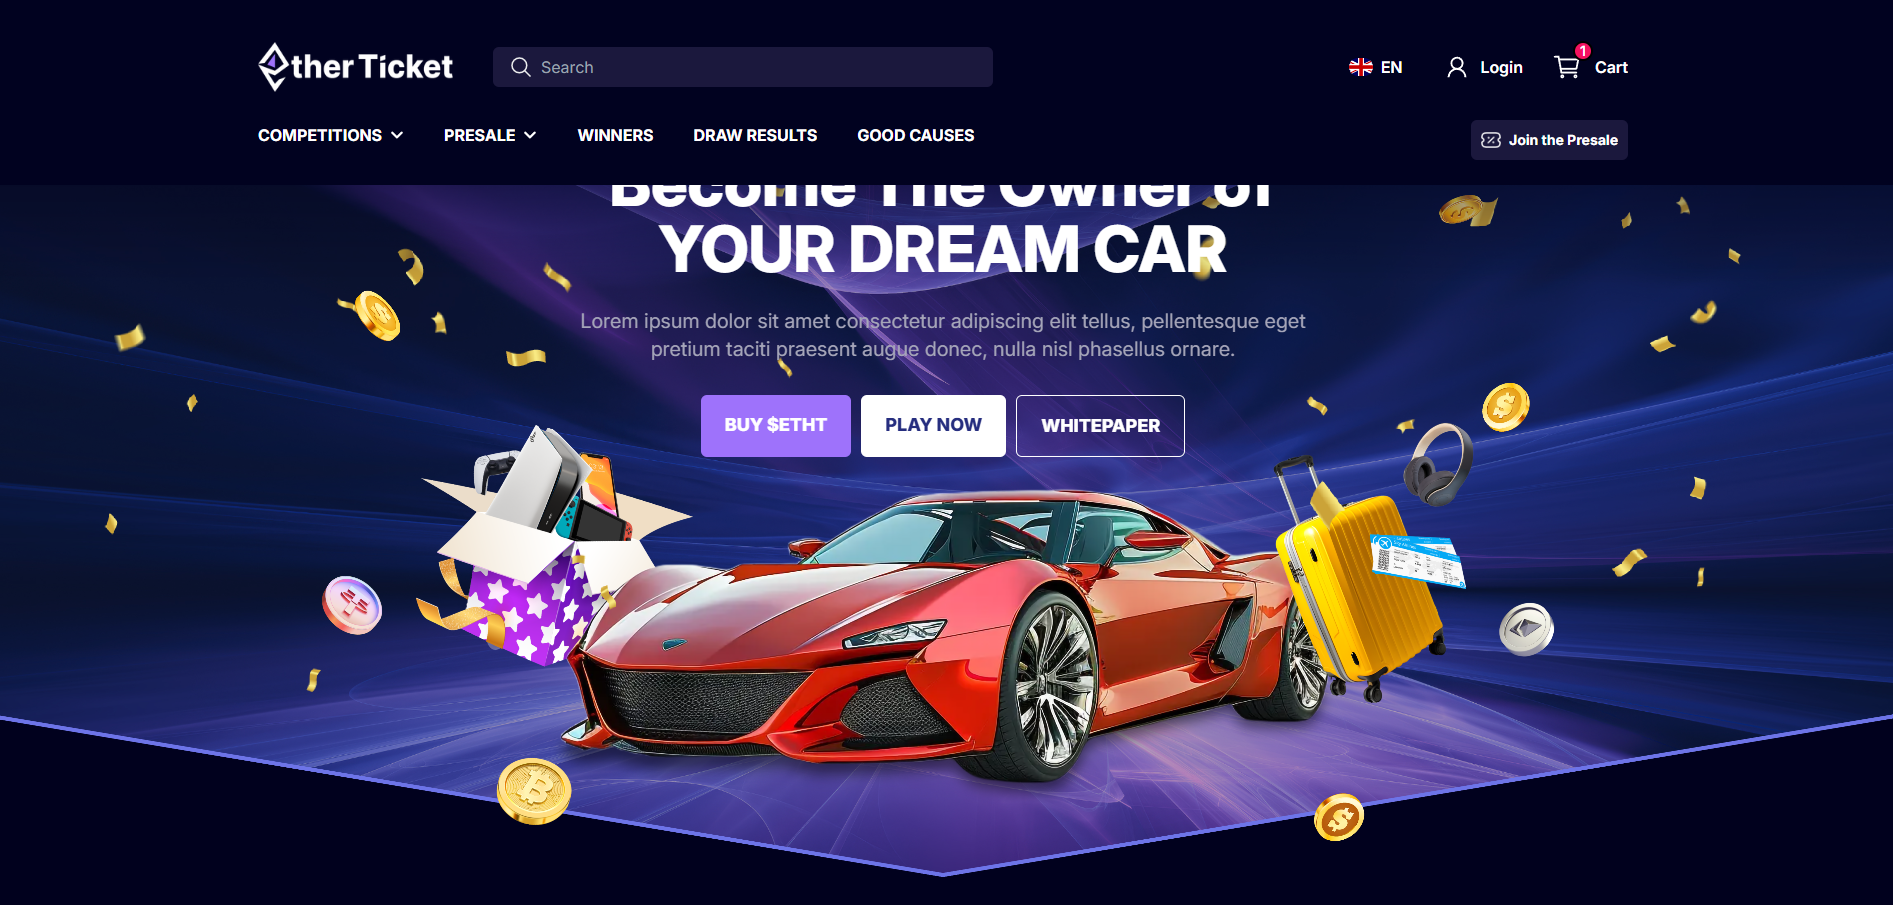 ther Ticket
Search
EN
Login
1
Cart
COMPETITIONS
PRESALE
WINNERS
DRAW RESULTS
GOOD CAUSES
Join the Presale
Become The Owner of
YOUR DREAM CAR
Lorem ipsum dolor sit amet consectetur adipiscing elit tellus, pellentesque eget
pretium taciti praesent augue donec, nulla nisl phasellus ornare.
BUY $ETHT
PLAY NOW
WHITEPAPER